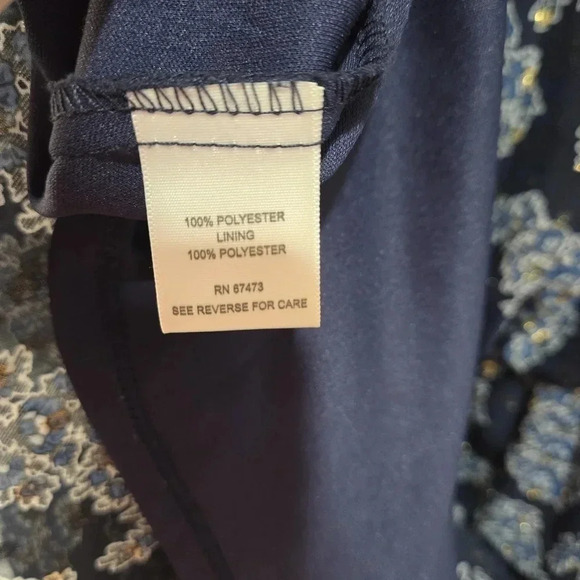 100% POLYESTER
LINING
100% POLYESTER
RN 67473
SEE REVERSE FOR CARE